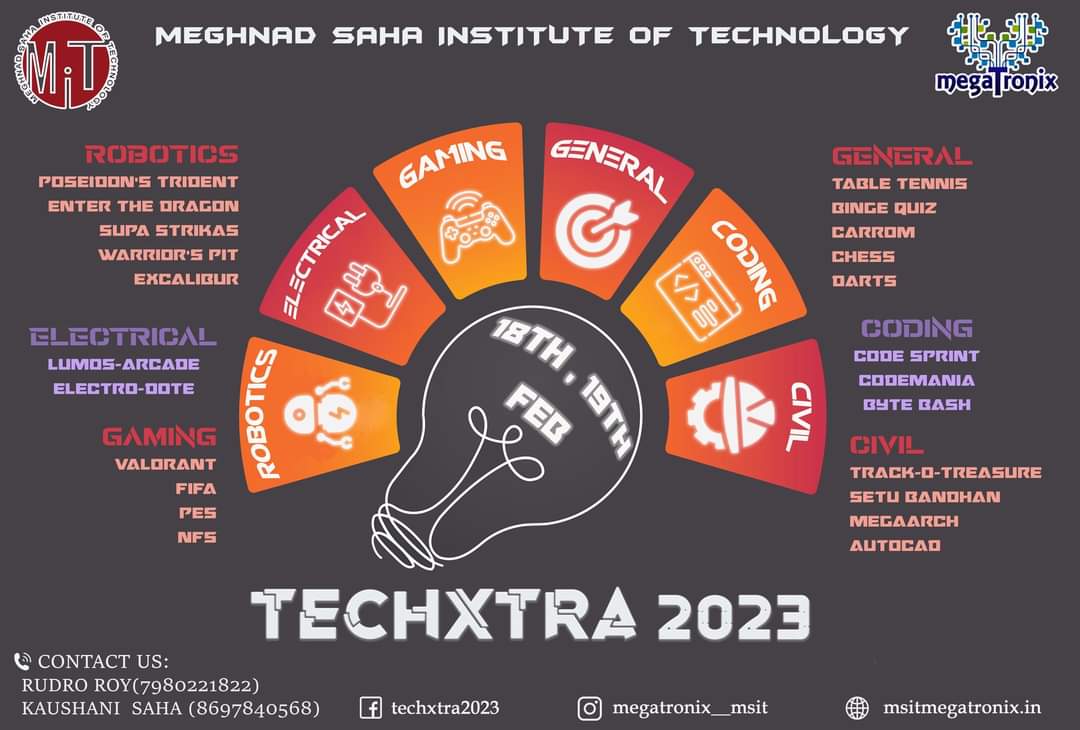 MEGHNAD SAHA INSTITUTE OF TECHNOLOGY
MEGHNAD SAHA INSTITUTE OF TECHNOLOGY
MiT
megaTronix
ROBOTICS
POSEIDON'S TRIDENT
ENTER THE DRAGON
SUPA STRIKAS
WARRIOR'S PIT
EXCALIBUR
ELECTRICAL
LUMOS-ARCADE
ELECTRO-DOTE
GAMING
VALORANT
FIFA
PES
NFS
ROBOTICS
ELECTRICAL
GAMING
GENERAL
CODING
CIVIL
18TH, 19TH
FEB
GENERAL
TABLE TENNIS
BINGE QUIZ
CARROM
CHESS
DARTS
CODING
CODE SPRINT
CODEMANIA
BYTE BASH
CIVIL
TRACK-O-TREASURE
SETU BANDHAN
MEGAARCH
AUTOCAD
TECHXTRA 2023
CONTACT US:
RUDRO ROY(7980221822)
KAUSHANI SAHA (8697840568)
techxtra2023
megatronix__msit
msitmegatronix.in